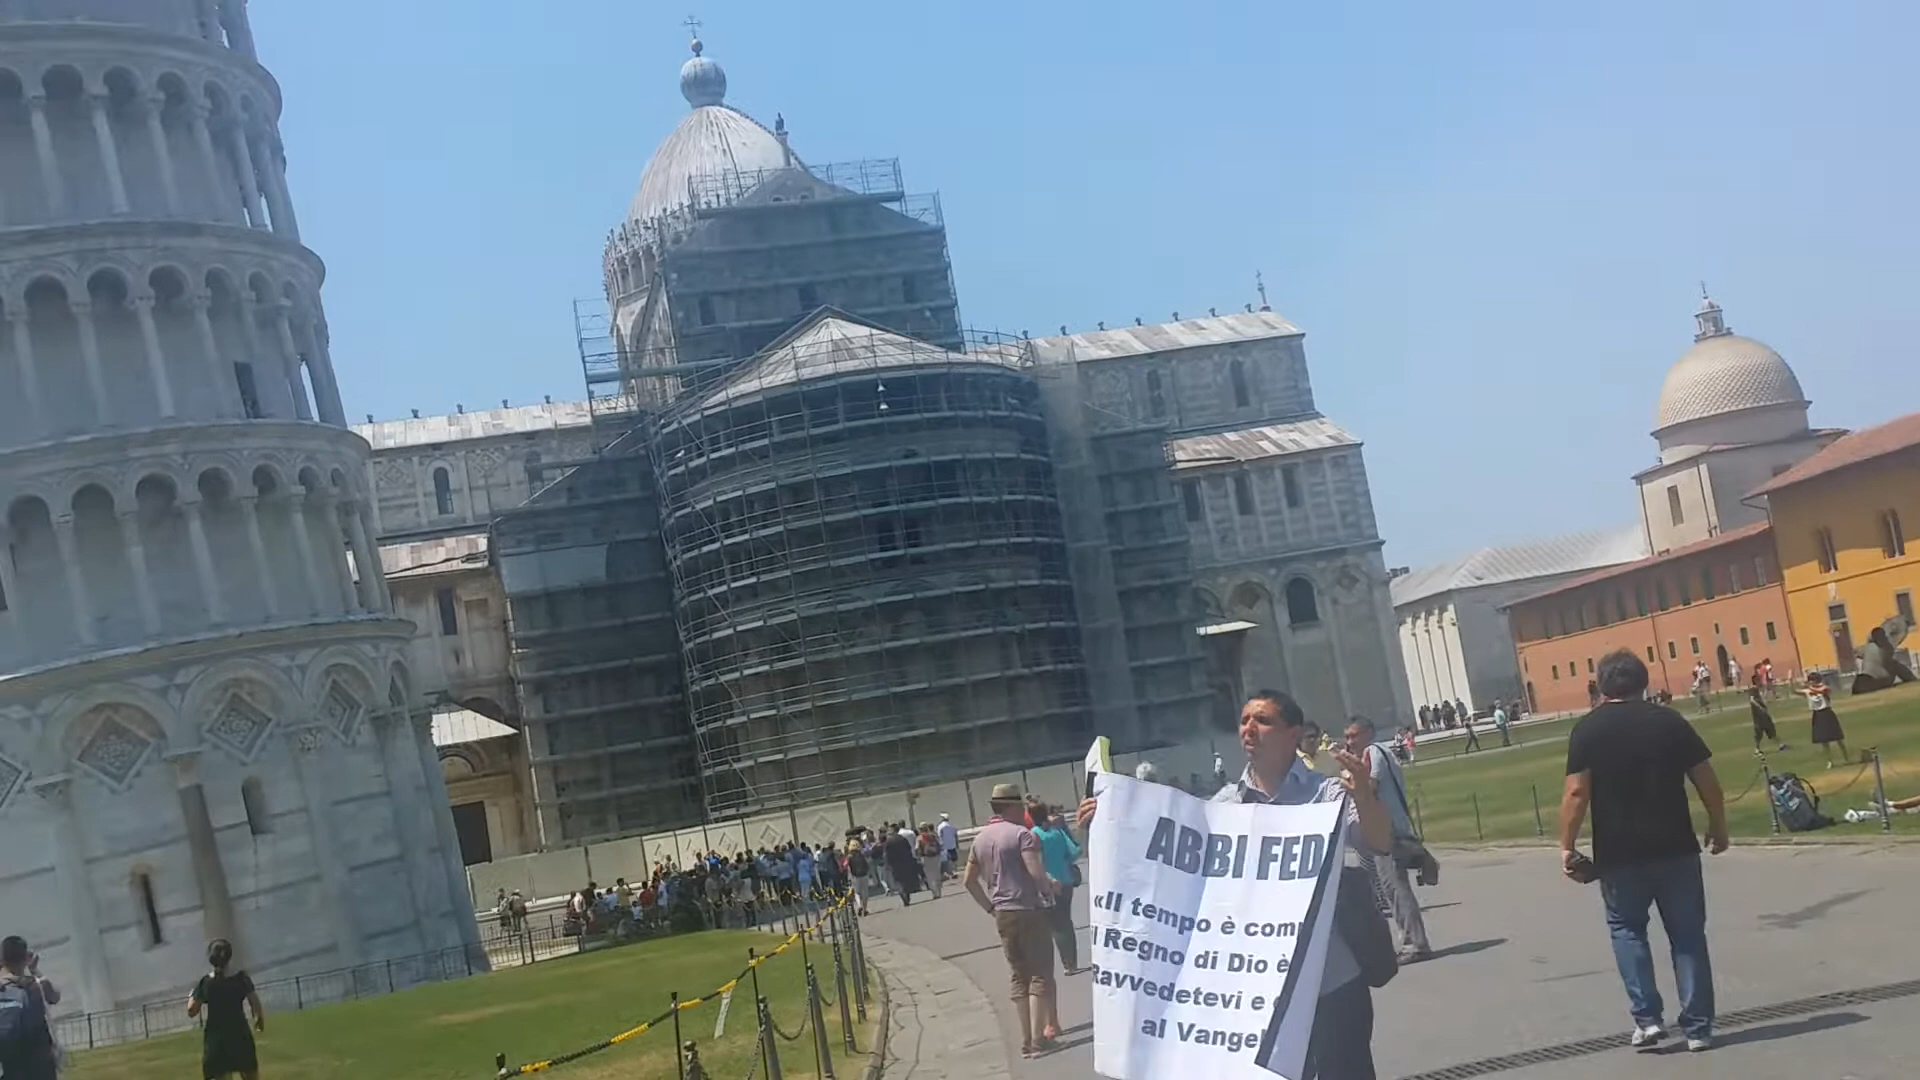 ABBI FED
«Il tempo è com
l Regno di Dio è
Ravvedetevi e
al Vangel